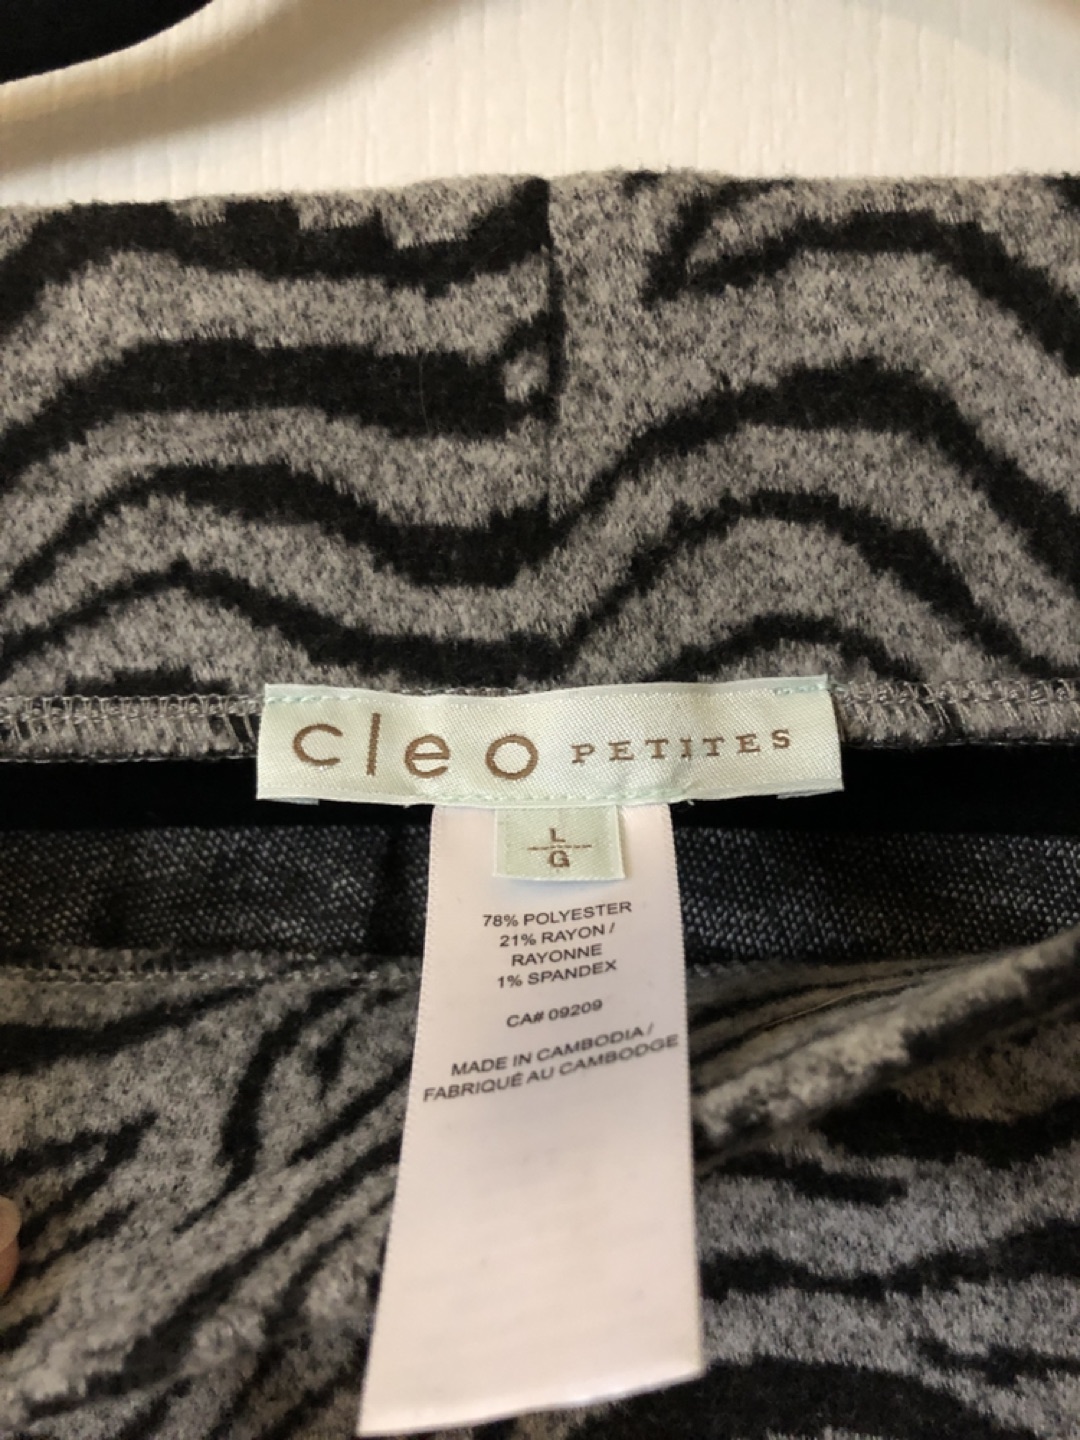 cleo PETITES
L
G
78% POLYESTER
21% RAYON /
RAYONNE
1% SPANDEX
CA# 09209
MADE IN CAMBODIA /
FABRIQUÉ AU CAMBODGE